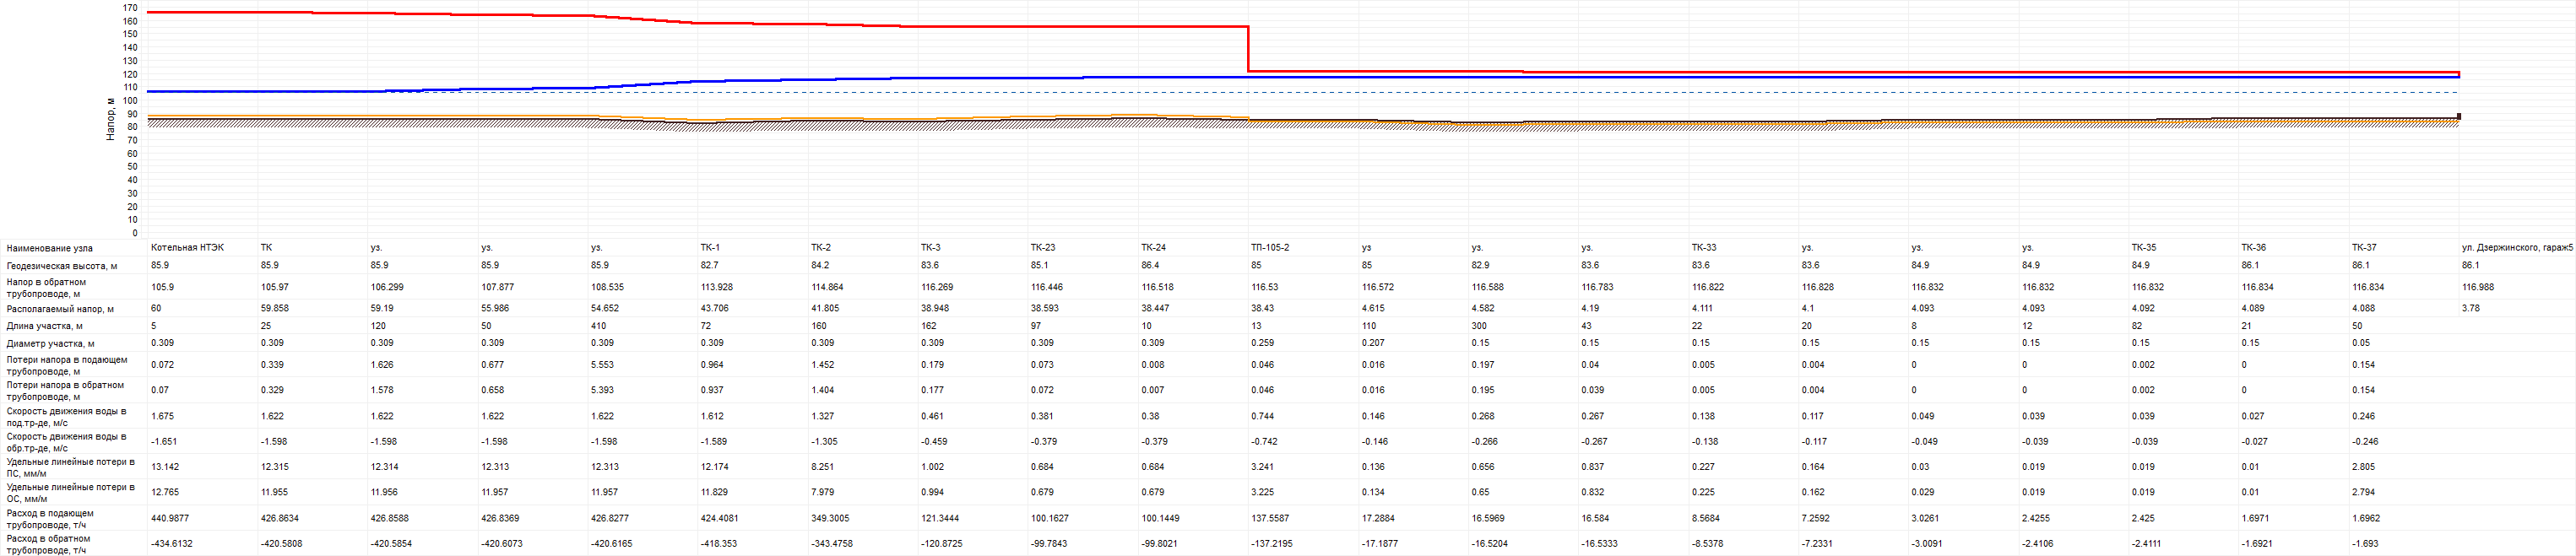 170
160
150
140
130
120
110
100
90
80
70
60
50
40
30
20
10
0
Напор, м
Наименование узла Котельная НТЭК ТК уз. уз. уз. ТК-1 ТК-2 ТК-3 ТК-23 ТК-24 ТП-105-2 уз уз. уз. ТК-33 уз. уз. уз. ТК-35 ТК-36 ТК-37 ул. Дзержинского, гараж5
Геодезическая высота, м 85.9 85.9 85.9 85.9 85.9 82.7 84.2 83.6 85.1 86.4 85 85 82.9 83.6 83.6 83.6 84.9 84.9 84.9 86.1 86.1 86.1
Напор в обратном
трубопроводе, м 105.9 105.97 106.299 107.877 108.535 113.928 114.864 116.269 116.446 116.518 116.53 116.572 116.588 116.783 116.822 116.828 116.832 116.832 116.832 116.834 116.834 116.988
Располагаемый напор, м 60 59.858 59.19 55.986 54.652 43.706 41.805 38.948 38.593 38.447 38.43 4.615 4.582 4.19 4.111 4.1 4.093 4.093 4.092 4.089 4.088 3.78
Длина участка, м 5 25 120 50 410 72 160 162 97 10 13 110 300 43 22 20 8 12 82 21 50
Диаметр участка, м 0.309 0.309 0.309 0.309 0.309 0.309 0.309 0.309 0.309 0.309 0.259 0.207 0.15 0.15 0.15 0.15 0.15 0.15 0.15 0.15 0.05
Потери напора в подающем
трубопроводе, м 0.072 0.339 1.626 0.677 5.553 0.964 1.452 0.179 0.073 0.008 0.046 0.016 0.197 0.04 0.005 0.004 0 0 0.002 0 0.154
Потери напора в обратном
трубопроводе, м 0.07 0.329 1.578 0.658 5.393 0.937 1.404 0.177 0.072 0.007 0.046 0.016 0.195 0.039 0.005 0.004 0 0 0.002 0 0.154
Скорость движения воды в
под.тр-де, м/с 1.675 1.622 1.622 1.622 1.622 1.612 1.327 0.461 0.381 0.38 0.744 0.146 0.268 0.267 0.138 0.117 0.049 0.039 0.039 0.027 0.246
Скорость движения воды в
обр.тр-де, м/с -1.651 -1.598 -1.598 -1.598 -1.598 -1.589 -1.305 -0.459 -0.379 -0.379 -0.742 -0.146 -0.266 -0.267 -0.138 -0.117 -0.049 -0.039 -0.039 -0.027 -0.246
Удельные линейные потери в
ПС, мм/м 13.142 12.315 12.314 12.313 12.313 12.174 8.251 1.002 0.684 0.684 3.241 0.136 0.656 0.837 0.227 0.164 0.03 0.019 0.019 0.01 2.805
Удельные линейные потери в
ОС, мм/м 12.765 11.955 11.956 11.957 11.957 11.829 7.979 0.994 0.679 0.679 3.225 0.134 0.65 0.832 0.225 0.162 0.029 0.019 0.019 0.01 2.794
Расход в подающем
трубопроводе, т/ч 440.9877 426.8634 426.8588 426.8369 426.8277 424.4081 349.3005 121.3444 100.1627 100.1449 137.5587 17.2884 16.5969 16.584 8.5684 7.2592 3.0261 2.4255 2.425 1.6971 1.6962
Расход в обратном
трубопроводе, т/ч -434.6132 -420.5808 -420.5854 -420.6073 -420.6165 -418.353 -343.4758 -120.8725 -99.7843 -99.8021 -137.2195 -17.1877 -16.5204 -16.5333 -8.5378 -7.2331 -3.0091 -2.4106 -2.4111 -1.6921 -1.693